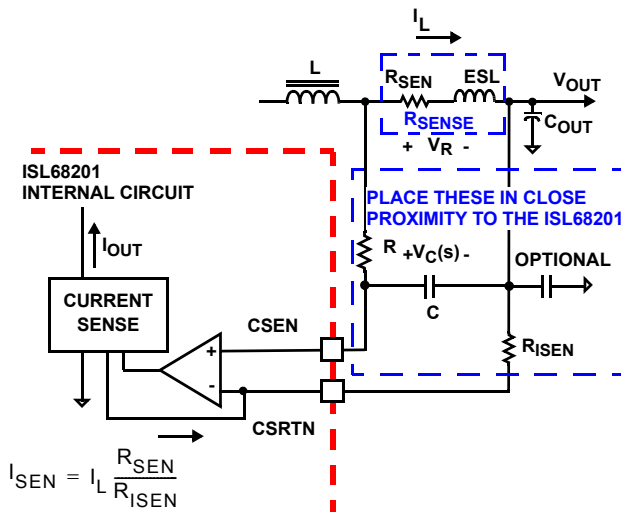 I_L
L
R_SEN
ESL
V_OUT
R_SENSE
C_OUT
+ V_R -
ISL68201
INTERNAL CIRCUIT
PLACE THESE IN CLOSE
PROXIMITY TO THE ISL68201
I_OUT
R
+V_C(s)-
OPTIONAL
CURRENT
SENSE
C
CSEN
+
R_ISEN
-
CSRTN
I_SEN = I_L R_SEN/R_ISEN